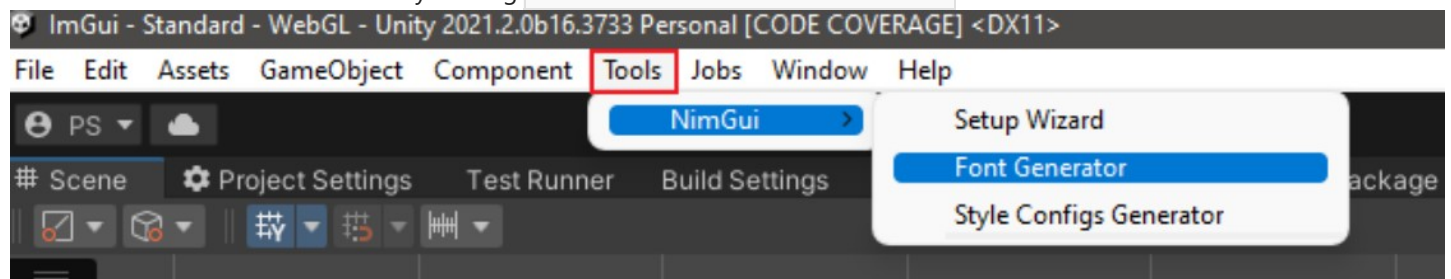 ImGui - Standard - WebGL - Unity 2021.2.0b16.3733 Personal [CODE COVERAGE] <DX11>
File Edit Assets GameObject Component Tools Jobs Window Help
NimGui
PS
Setup Wizard
Font Generator
Style Configs Generator
Scene Project Settings Test Runner Build Settings ackage